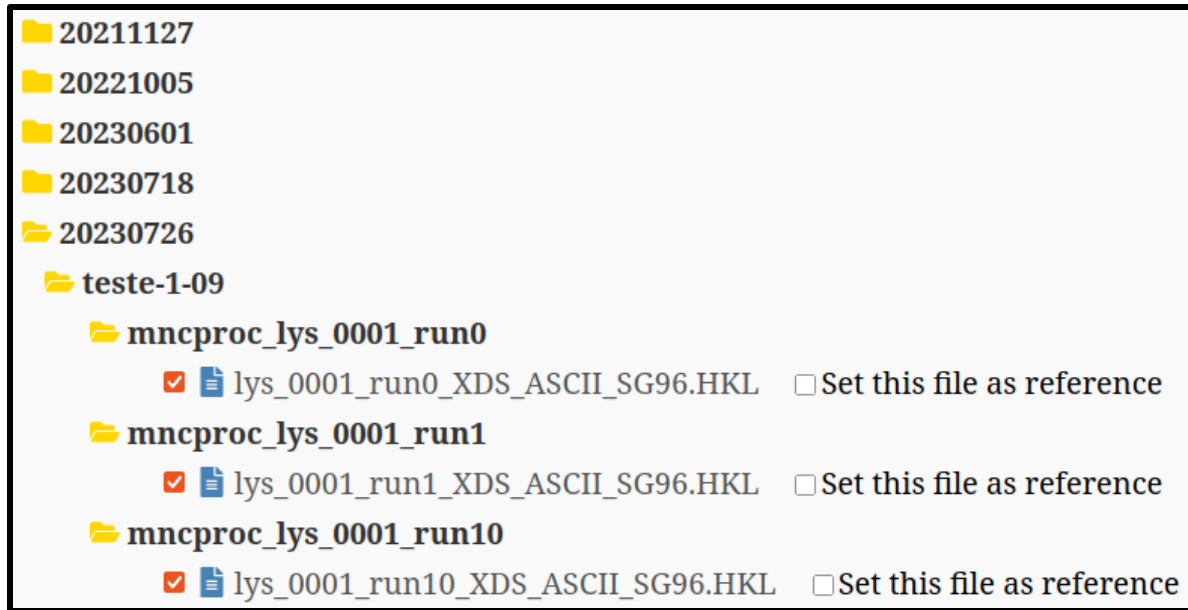 20211127
20221005
20230601
20230718
20230726
teste-1-09
mncproc_lys_0001_run0
lys_0001_run0_XDS_ASCII_SG96.HKL Set this file as reference
mncproc_lys_0001_run1
lys_0001_run1_XDS_ASCII_SG96.HKL Set this file as reference
mncproc_lys_0001_run10
lys_0001_run10_XDS_ASCII_SG96.HKL Set this file as reference